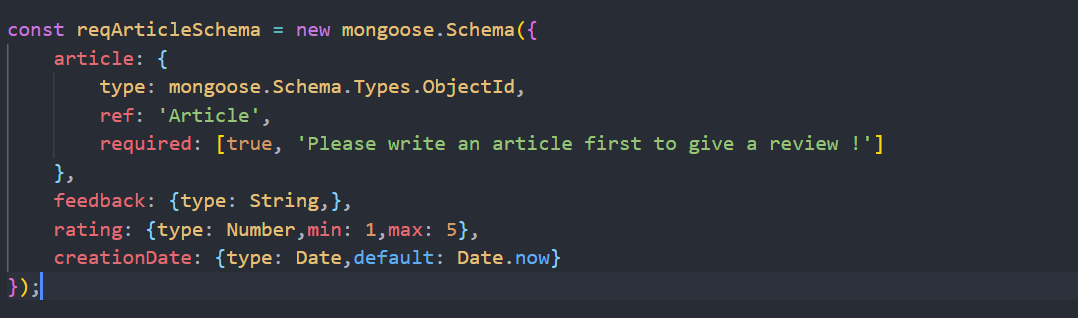 const reqArticleSchema = new mongoose.Schema({
    article: {
        type: mongoose.Schema.Types.ObjectId,
        ref: 'Article',
        required: [true, 'Please write an article first to give a review !']
    },
    feedback: {type: String,},
    rating: {type: Number,min: 1,max: 5},
    creationDate: {type: Date,default: Date.now}
});